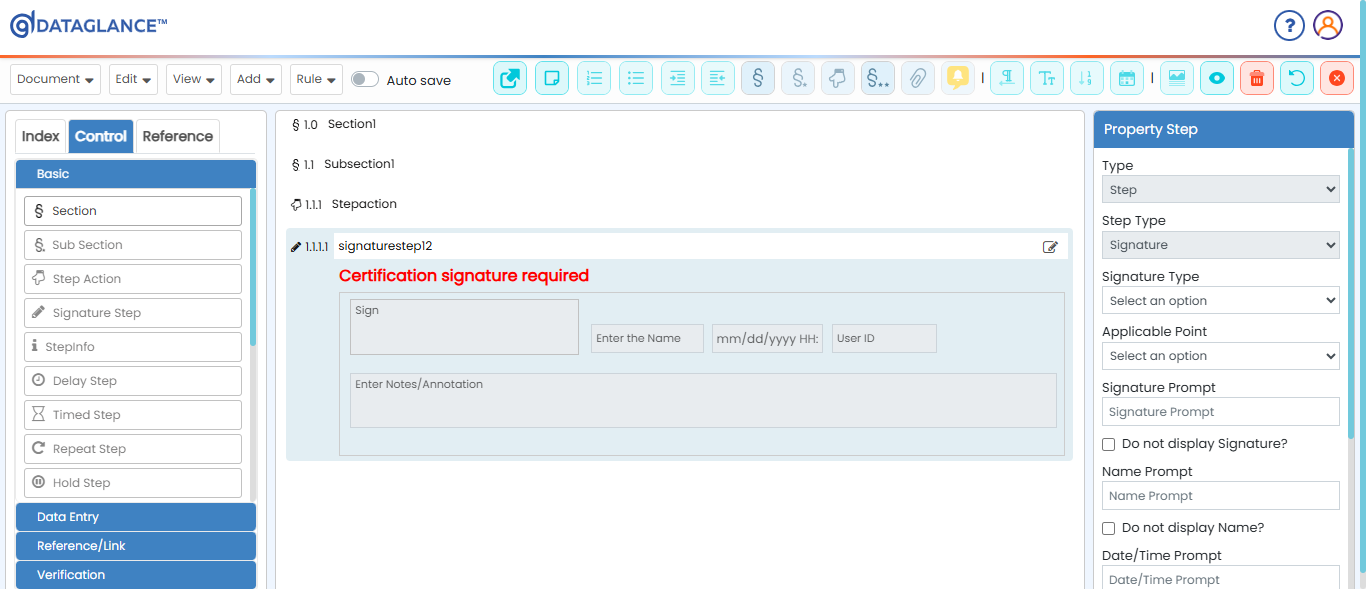 DATAGLANCE™
?
Document Edit View Add Rule Auto save
Index Control Reference
Basic
§ Section
§ Sub Section
Step Action
Signature Step
i StepInfo
Delay Step
Timed Step
Repeat Step
Hold Step
Data Entry
Reference/Link
Verification
§ 1.0 Section1
§ 1.1 Subsection1
1.1.1 Stepaction
1.1.1.1 signaturestep12
Certification signature required
Sign
Enter the Name mm/dd/yyyy HH: User ID
Enter Notes/Annotation
Property Step
Type
Step
Step Type
Signature
Signature Type
Select an option
Applicable Point
Select an option
Signature Prompt
Signature Prompt
Do not display Signature?
Name Prompt
Name Prompt
Do not display Name?
Date/Time Prompt
Date/Time Prompt